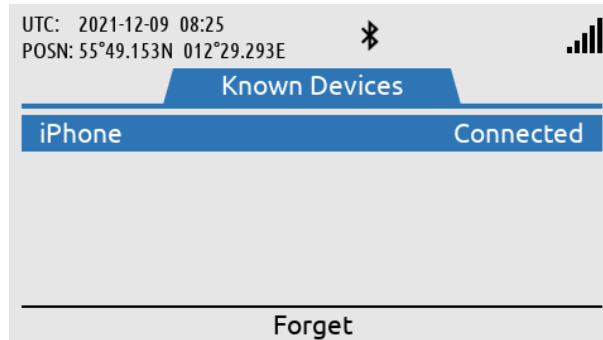 UTC: 2021-12-09 08:25
POSN: 55°49.153N 012°29.293E
Known Devices
iPhone Connected
Forget